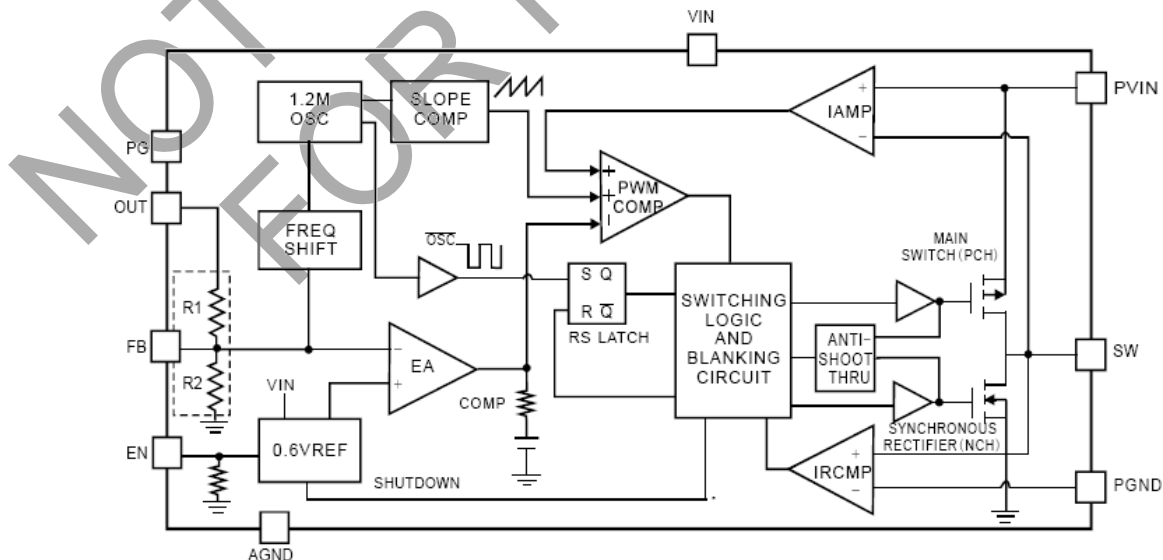 NOT
FOR
VIN
PVIN
1.2M
OSC
SLOPE
COMP
IAMP
+
−
PG
OUT
FREQ
SHIFT
+
+
−
PWM
COMP
OSC
MAIN
SWITCH (PCH)
S Q
R Q
RS LATCH
SWITCHING
LOGIC
AND
BLANKING
CIRCUIT
ANTI-
SHOOT
THRU
SW
R1
FB
R2
−
EA
+
VIN
COMP
SYNCHRONOUS
RECTIFIER (NCH)
EN
0.6VREF
SHUTDOWN
IRCMP
+
−
PGND
AGND